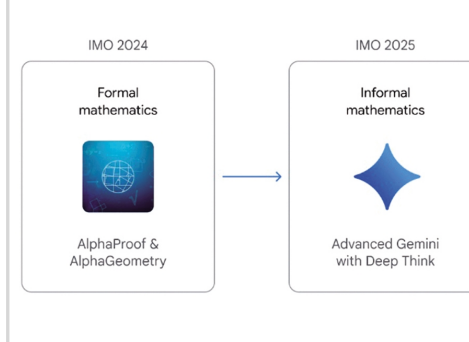 IMO 2024
Formal
mathematics
AlphaProof &
AlphaGeometry
IMO 2025
Informal
mathematics
Advanced Gemini
with Deep Think